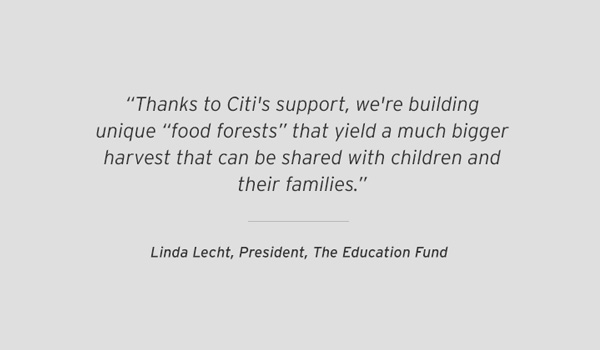 “Thanks to Citi's support, we're building
unique “food forests” that yield a much bigger
harvest that can be shared with children and
their families.”
Linda Lecht, President, The Education Fund